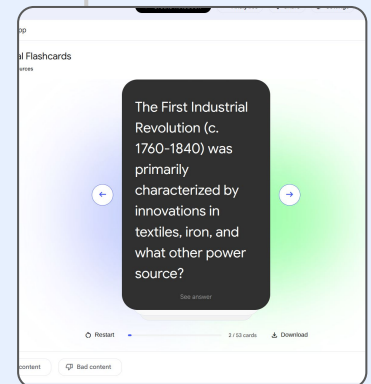 op
al Flashcards
urces
The First Industrial
Revolution (c.
1760-1840) was
primarily
characterized by
innovations in
textiles, iron, and
what other power
source?
See answer
Restart
2 / 53 cards
Download
content
Bad content